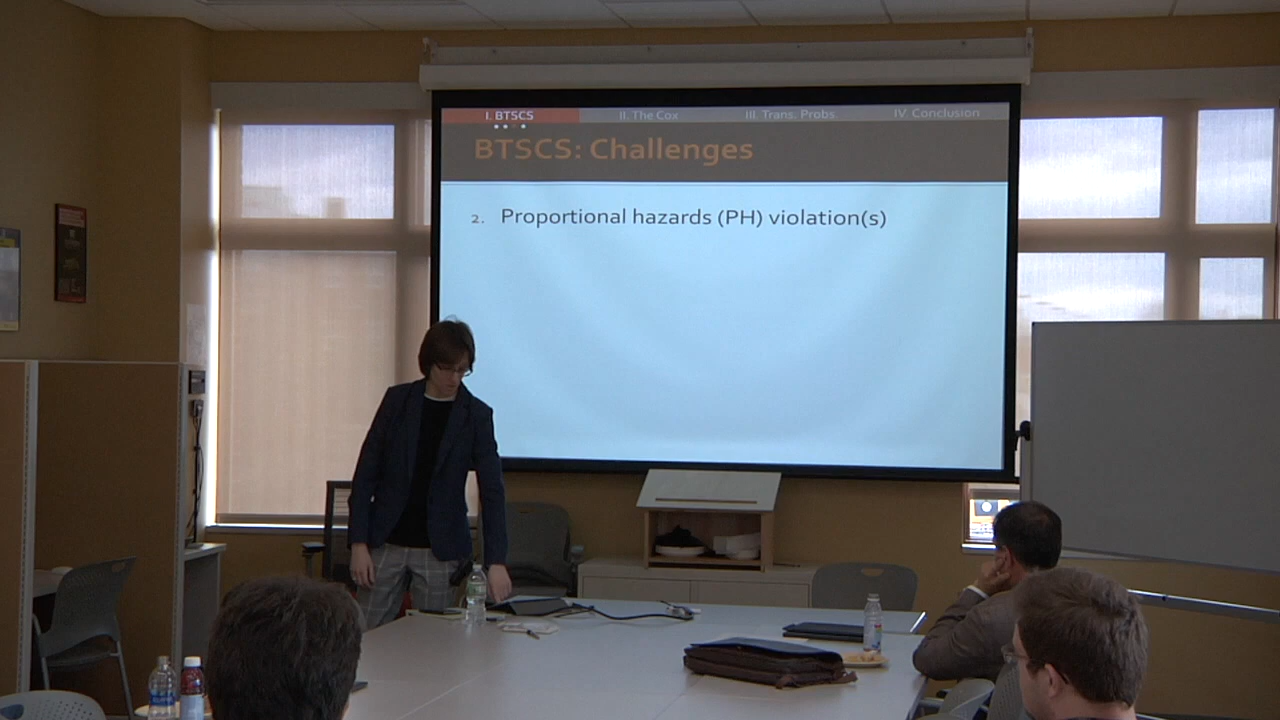 I. BTSCS II. The Cox III. Trans. Probs. IV. Conclusion
BTSCS: Challenges
2. Proportional hazards (PH) violation(s)